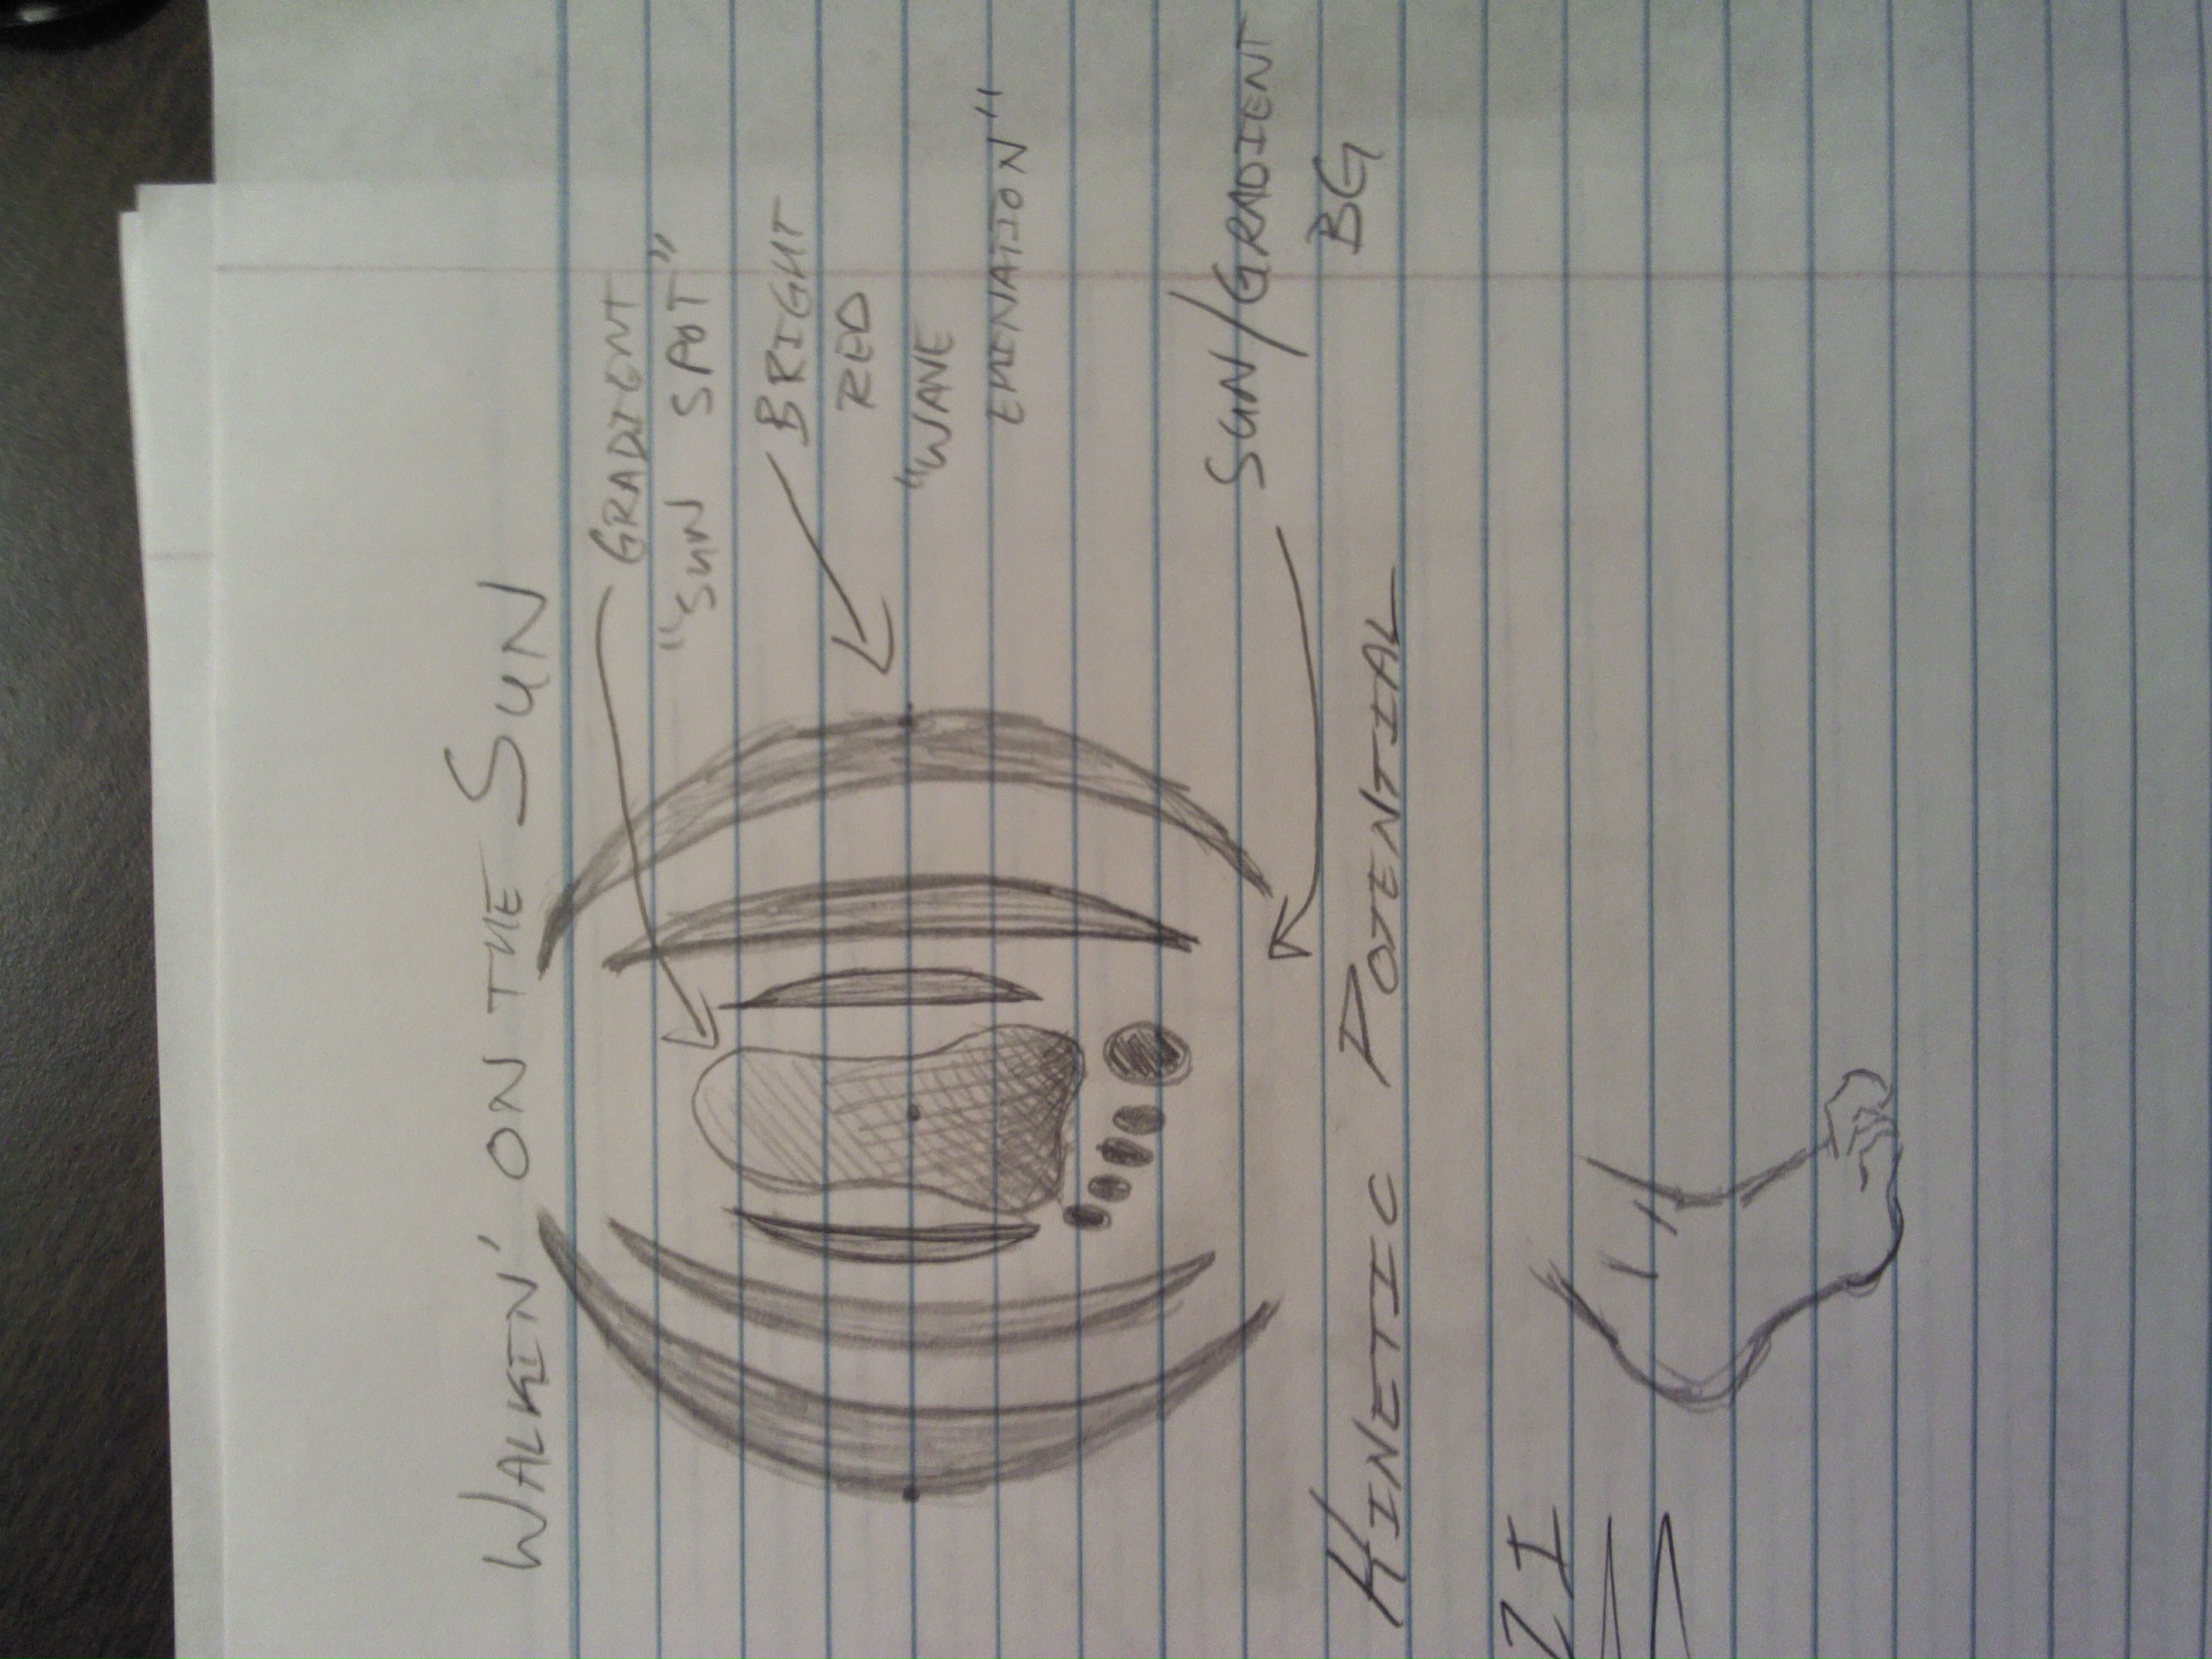 WALKIN' ON THE SUN
GRADIENT
"SUN SPOT"
BRIGHT
RED
"WAVE
EMINATION"
SUN/GRADIENT
BG
KINETIC POTENTIAL
ZI